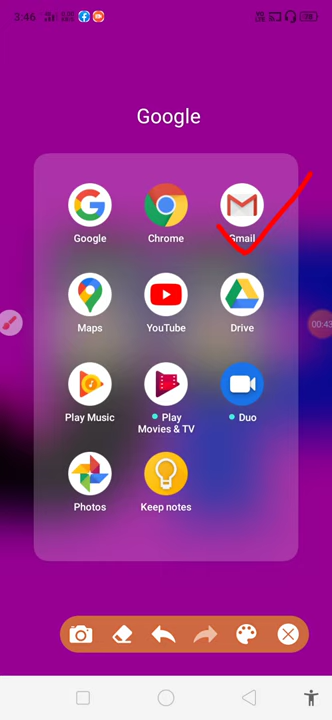 3:46
Google
Google Chrome Gmail
Maps YouTube Drive
Play Music Play Movies & TV Duo
Photos Keep notes
00:43